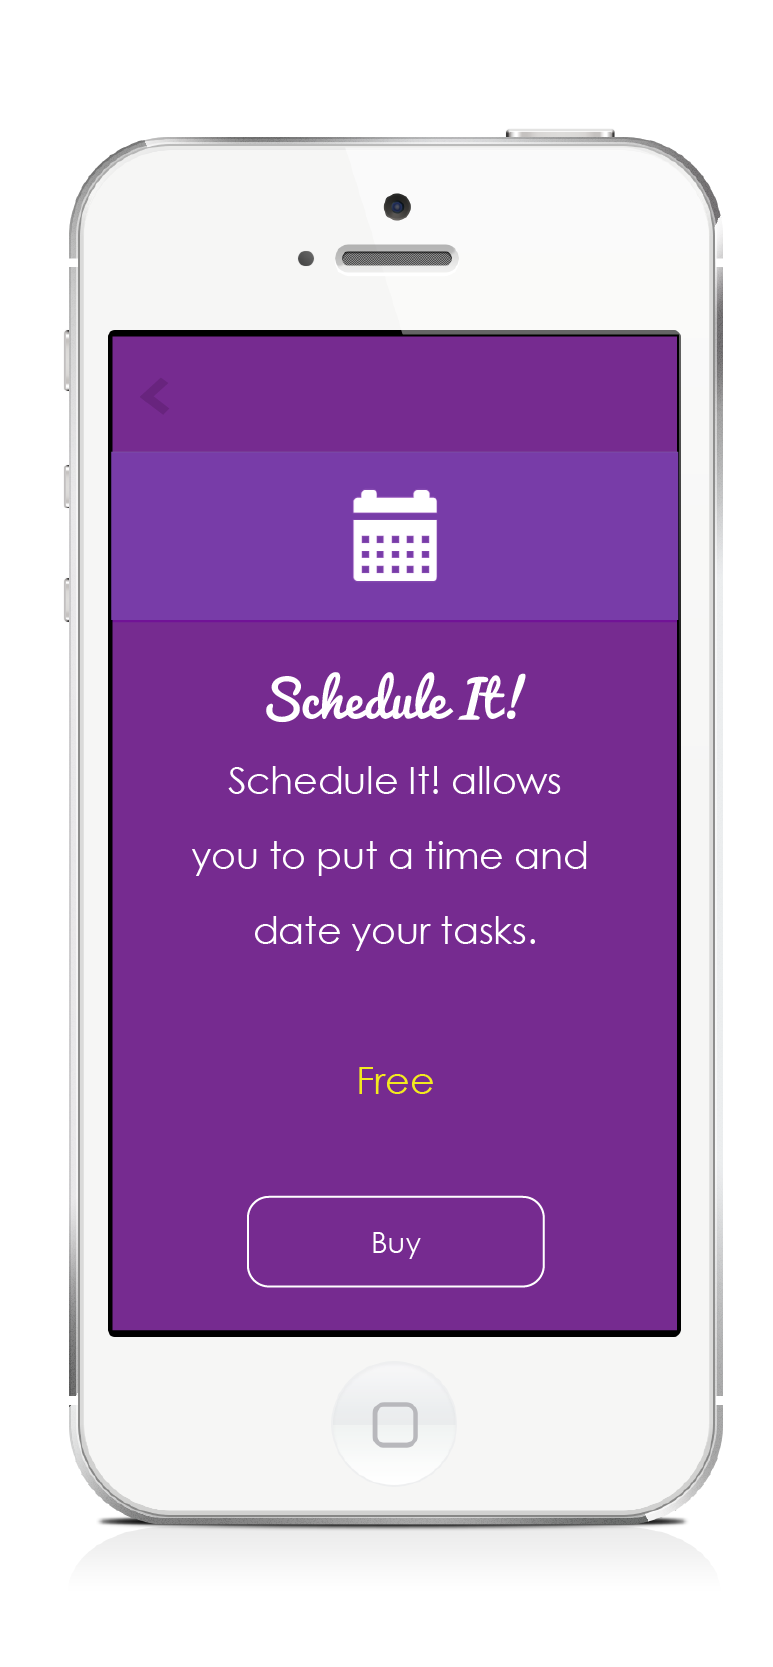 Schedule It!
Schedule It! allows
you to put a time and
date your tasks.
Free
Buy